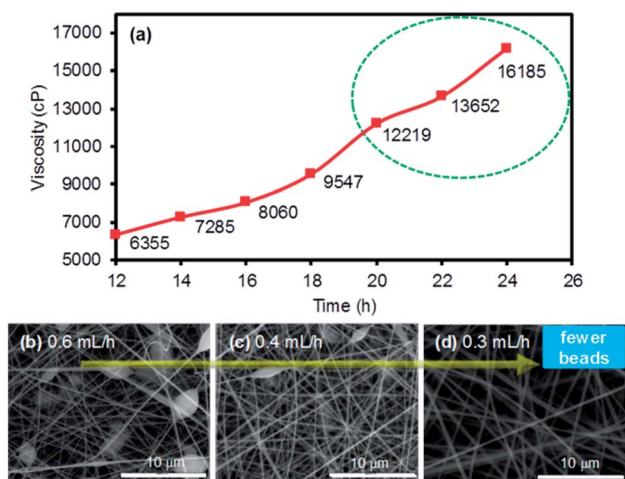 (a)
17000
15000
13000
11000
9000
7000
5000
Viscosity (cP)
6355
7285
8060
9547
12219
13652
16185
12 14 16 18 20 22 24 26
Time (h)
(b) 0.6 mL/h
(c) 0.4 mL/h
(d) 0.3 mL/h
fewer
beads
10 μm
10 μm
10 μm